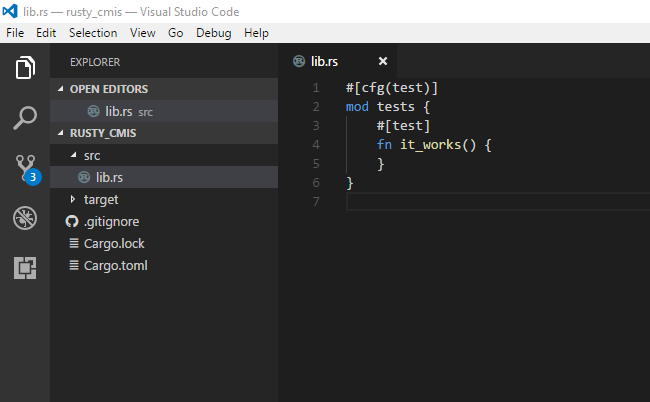 lib.rs — rusty_cmis — Visual Studio Code
File Edit Selection View Go Debug Help
EXPLORER
OPEN EDITORS
lib.rs src
RUSTY_CMIS
src
lib.rs
target
.gitignore
Cargo.lock
Cargo.toml
3
lib.rs
1 #[cfg(test)]
2 mod tests {
3 #[test]
4 fn it_works() {
5 }
6 }
7